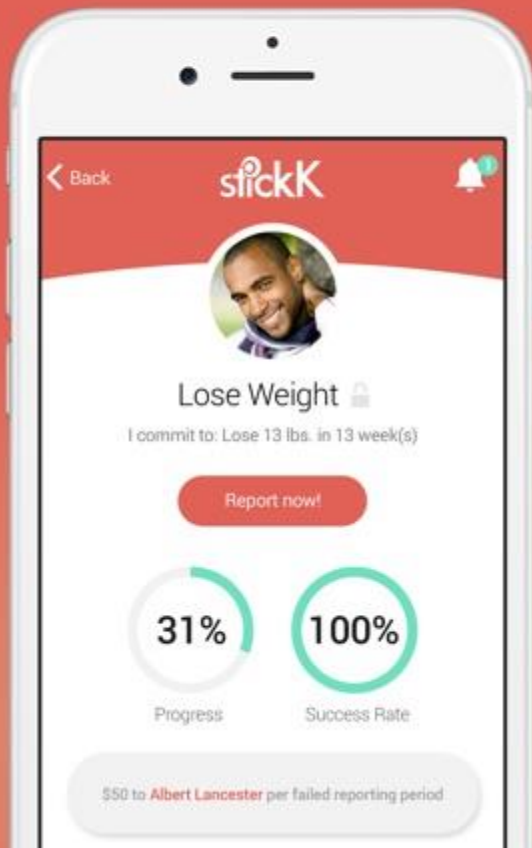 Back
stickK
1
Lose Weight
I commit to: Lose 13 lbs. in 13 week(s)
Report now!
31%
100%
Progress
Success Rate
$50 to Albert Lancester per failed reporting period